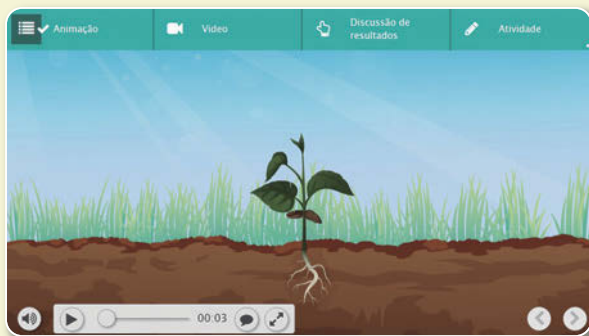 Animação
Vídeo
Discussão de
resultados
Atividade
00:03